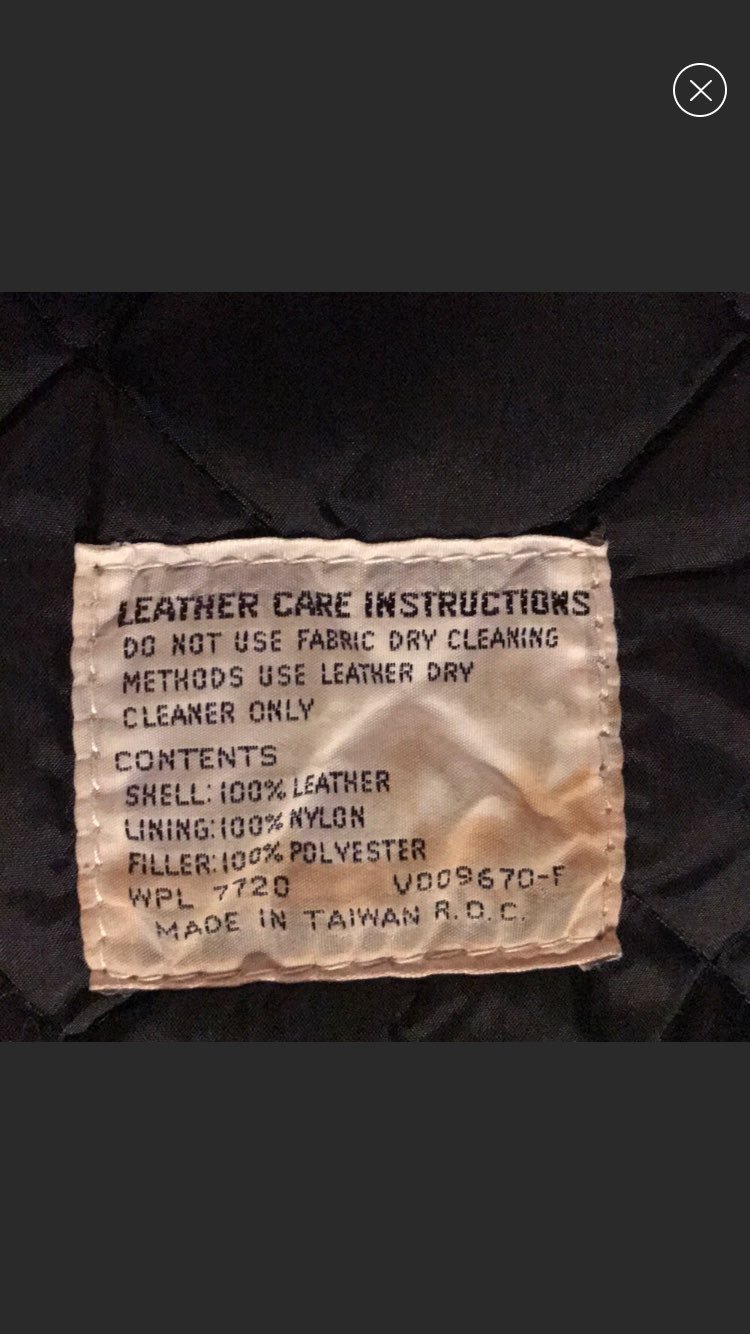 LEATHER CARE INSTRUCTIONS
DO NOT USE FABRIC DRY CLEANING
METHODS USE LEATHER DRY
CLEANER ONLY
CONTENTS
SHELL:100% LEATHER
LINING:100% NYLON
FILLER:100% POLYESTER
WPL 7720 V009670-F
MADE IN TAIWAN R.O.C.